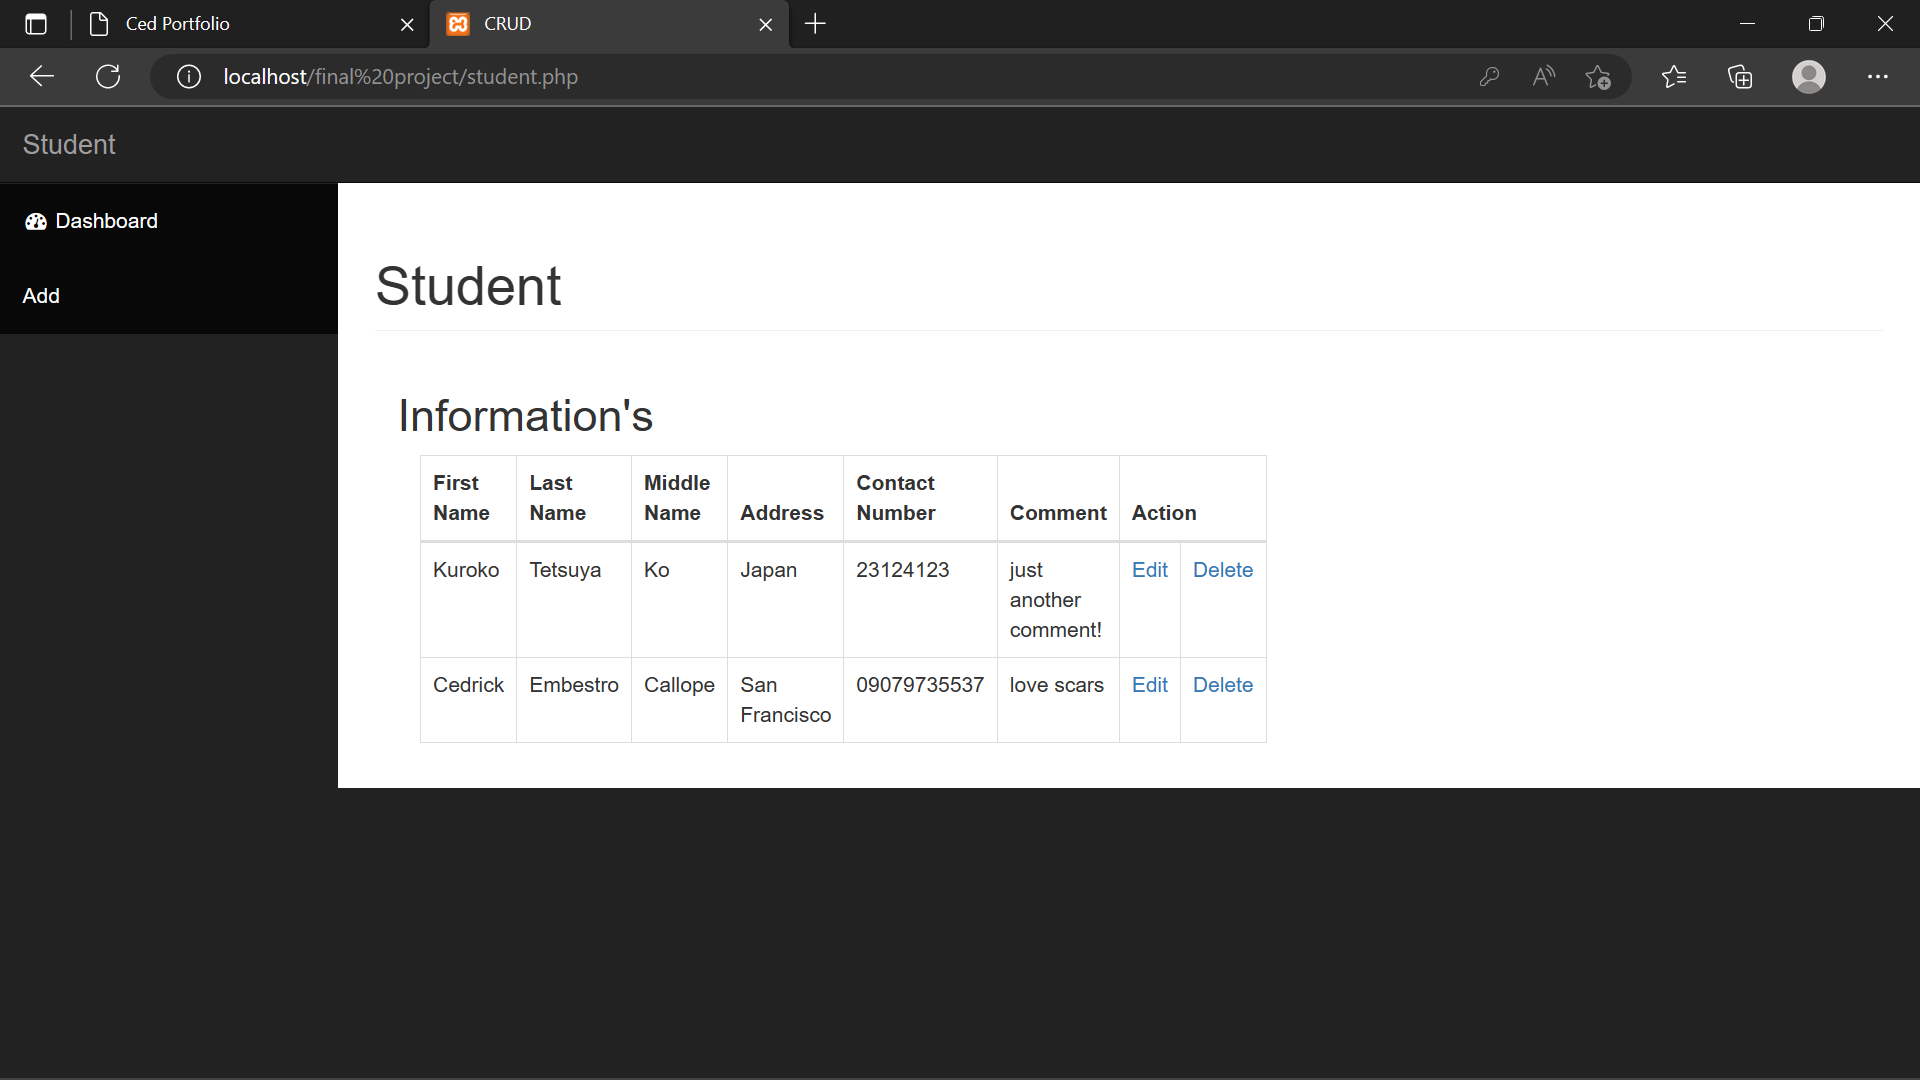 Ced Portfolio
CRUD
localhost/final%20project/student.php
Student
Dashboard
Add
Student
Information's
First Name Last Name Middle Name Address Contact Number Comment Action
Kuroko Tetsuya Ko Japan 23124123 just another comment! Edit Delete
Cedrick Embestro Callope San Francisco 09079735537 love scars Edit Delete